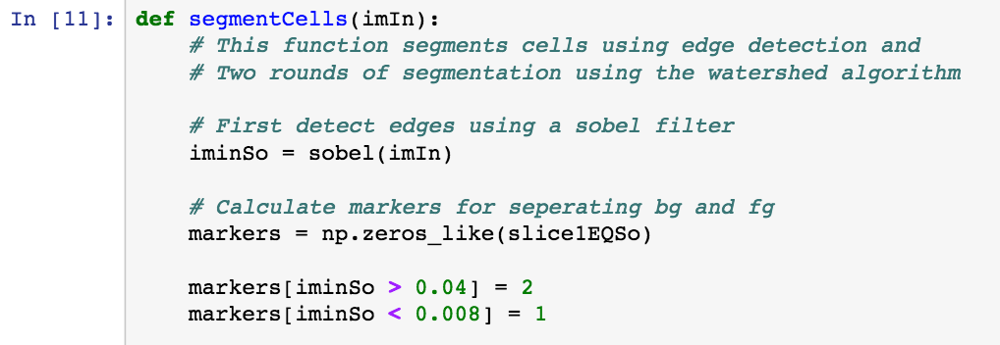 In [11]: def segmentCells(imIn):
# This function segments cells using edge detection and
# Two rounds of segmentation using the watershed algorithm
# First detect edges using a sobel filter
iminSo = sobel(imIn)
# Calculate markers for seperating bg and fg
markers = np.zeros_like(slice1EQSo)
markers[iminSo > 0.04] = 2
markers[iminSo < 0.008] = 1